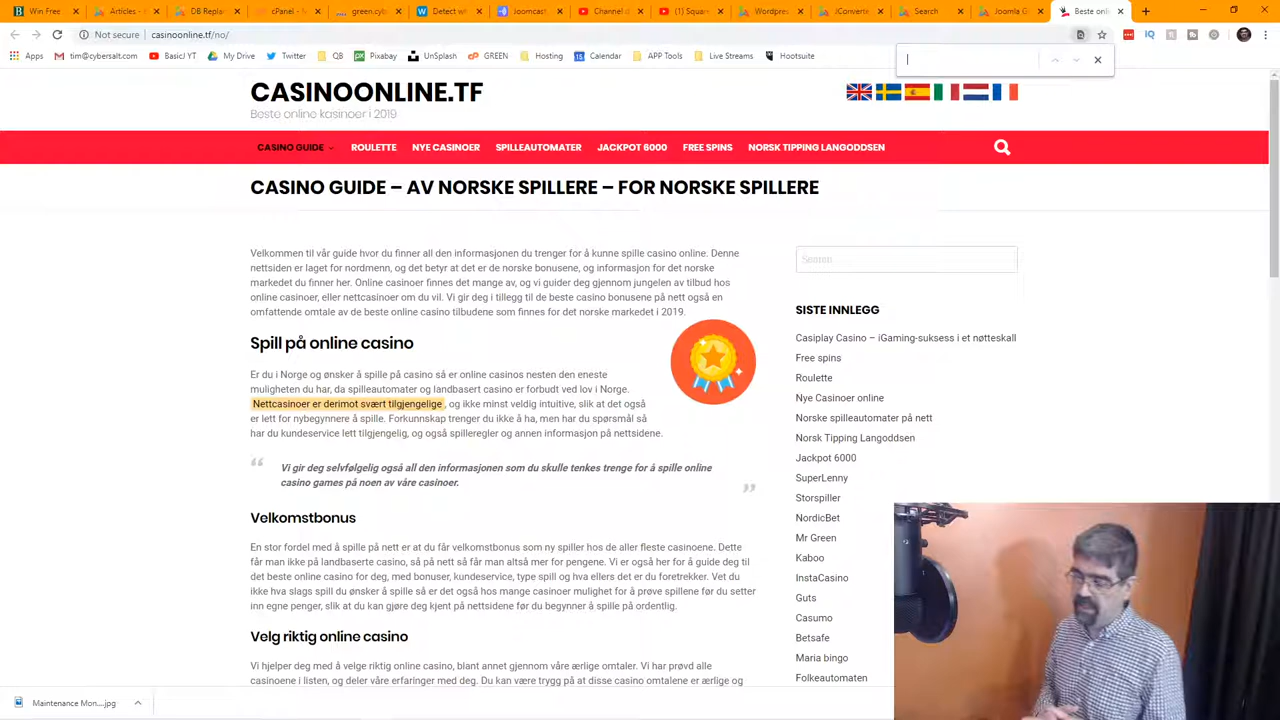 Win Free
Articles -
DB Repla
cPanel - M
green.cyb
Detect wh
Joomcast
Channel d
(1) Squar
Wordpres
JConverte
Search
Joomla G
Beste onli
Not secure
casinoonline.tf/no/
Apps
tim@cybersalt.com
BasicJ YT
My Drive
Twitter
QB
Pixabay
UnSplash
GREEN
Hosting
Calendar
APP Tools
Live Streams
Hootsuite
CASINOONLINE.TF
Beste online kasinoer i 2019
CASINO GUIDE
ROULETTE
NYE CASINOER
SPILLEAUTOMATER
JACKPOT 6000
FREE SPINS
NORSK TIPPING LANGODDSEN
CASINO GUIDE – AV NORSKE SPILLERE – FOR NORSKE SPILLERE
Velkommen til vår guide hvor du finner all den informasjonen du trenger for å kunne spille casino online. Denne
nettsiden er laget for nordmenn, og det betyr at det er de norske bonusene, og informasjon for det norske
markedet du finner her. Online casinoer finnes det mange av, og vi guider deg gjennom jungelen av tilbud hos
online casinoer, eller nettcasinoer om du vil. Vi gir deg i tillegg til de beste casino bonusene på nett også en
omfattende omtale av de beste online casino tilbudene som finnes for det norske markedet i 2019.
Spill på online casino
Er du i Norge og ønsker å spille på casino så er online casinos nesten den eneste
muligheten du har, da spilleautomater og landbasert casino er forbudt ved lov i Norge.
Nettcasinoer er derimot svært tilgjengelige, og ikke minst veldig intuitive, slik at det også
er lett for nybegynnere å spille. Forkunnskap trenger du ikke å ha, men har du spørsmål så
har du kundeservice lett tilgjengelig, og også spilleregler og annen informasjon på nettsidene.
Vi gir deg selvfølgelig også all den informasjonen som du skulle tenkes trenge for å spille online
casino games på noen av våre casinoer.
Velkomstbonus
En stor fordel med å spille på nett er at du får velkomstbonus som ny spiller hos de aller fleste casinoene. Dette
får man ikke på landbaserte casino, så på nett så får man altså mer for pengene. Vi er også her for å guide deg til
det beste online casino for deg, med bonuser, kundeservice, type spill og hva ellers det er du foretrekker. Vet du
ikke hva slags spill du ønsker å spille så er det også hos mange casinoer mulighet for å prøve spillene før du setter
inn egne penger, slik at du kan gjøre deg kjent på nettsidene før du begynner å spille på ordentlig.
Velg riktig online casino
Vi hjelper deg med å velge riktig online casino, blant annet gjennom våre ærlige omtaler. Vi har prøvd alle
casinoene i listen, og deler våre erfaringer med deg. Du kan være trygg på at disse casino omtalene er ærlige og
SISTE INNLEGG
Casiplay Casino – iGaming-suksess i et nøtteskall
Free spins
Roulette
Nye Casinoer online
Norske spilleautomater på nett
Norsk Tipping Langoddsen
Jackpot 6000
SuperLenny
Storspiller
NordicBet
Mr Green
Kaboo
InstaCasino
Guts
Casumo
Betsafe
Maria bingo
Folkeautomaten
Maintenance Mon....jpg